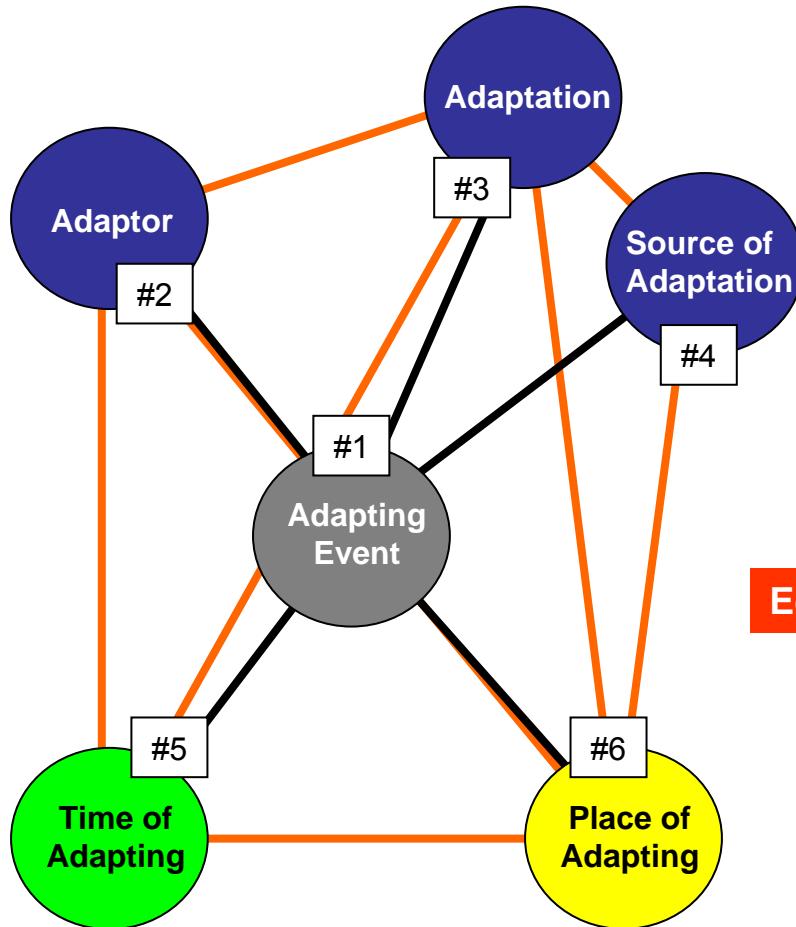 Adaptation
#3
Adaptor
#2
Source of
Adaptation
#4
#1
Adapting
Event
#5
Time of
Adapting
#6
Place of
Adapting